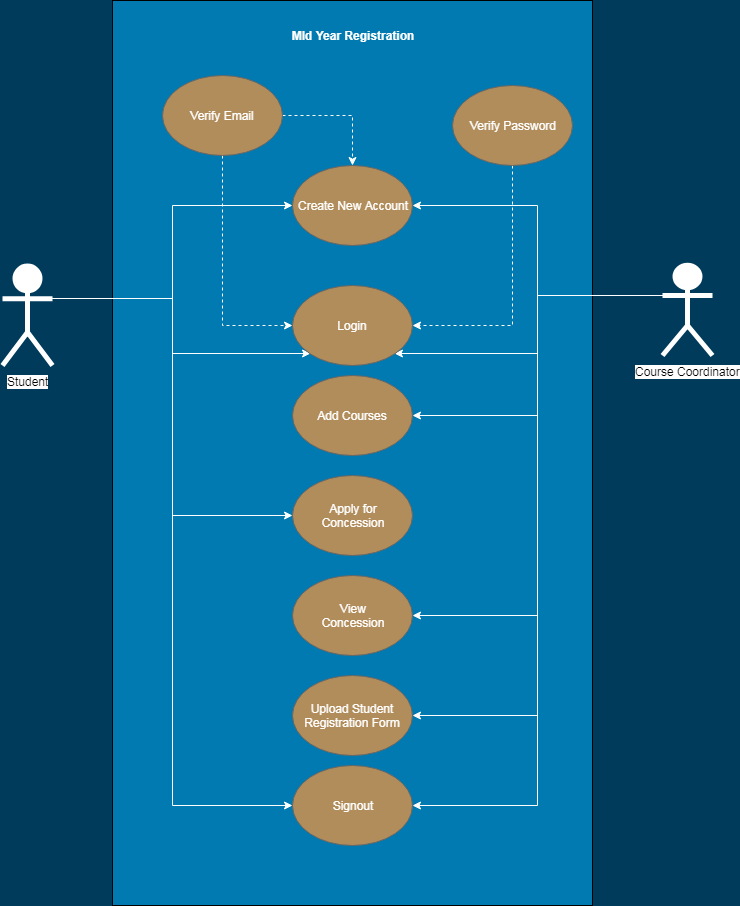 MId Year Registration
Verify Email
Verify Password
Create New Account
Login
Student
Course Coordinator
Add Courses
Apply for
Concession
View
Concession
Upload Student
Registration Form
Signout